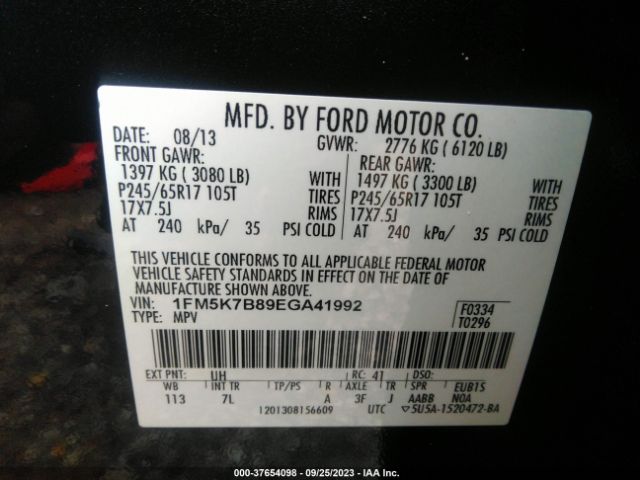 MFD. BY FORD MOTOR CO.
DATE: 08/13 GVWR: 2776 KG ( 6120 LB)
FRONT GAWR: REAR GAWR:
1397 KG ( 3080 LB) WITH 1497 KG ( 3300 LB) WITH
P245/65R17 105T TIRES P245/65R17 105T TIRES
17X7.5J RIMS 17X7.5J RIMS
AT 240 kPa/ 35 PSI COLD AT 240 kPa/ 35 PSI COLD
THIS VEHICLE CONFORMS TO ALL APPLICABLE FEDERAL MOTOR
VEHICLE SAFETY STANDARDS IN EFFECT ON THE DATE OF
MANUFACTURE SHOWN ABOVE.
VIN: 1FM5K7B89EGA41992 F0334
TYPE: MPV T0296
EXT PNT: UH RC: 41 DSO:
WB INT TR TP/PS R AXLE TR SPR EUB1S
113 7L A 3F J AABB NOA
1201308156609 UTC ▽5U5A-1520472-BA
000-37654098 - 09/25/2023 - IAA Inc.